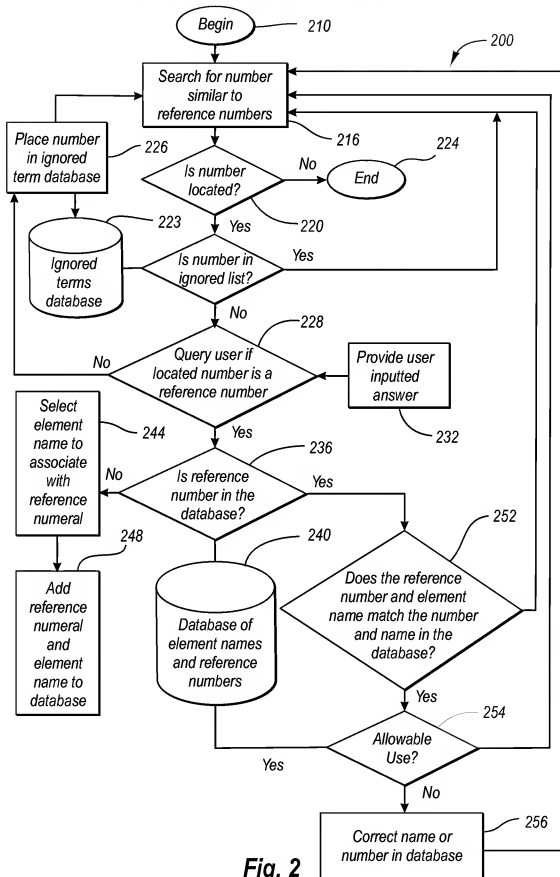 Begin
210
200
Search for number
similar to
reference numbers
216
Place number
in ignored
term database
226
Is number
located?
No
End
224
220
223
Yes
Ignored
terms
database
Is number in
ignored list?
Yes
No
228
Query user if
located number is a
reference number
No
Provide user
inputted
answer
232
Select
element
name to
associate
with
reference
numeral
244
Yes
236
Is reference
number in the
database?
No
Yes
248
Add
reference
numeral
and
element
name to
database
240
Database of
element names
and reference
numbers
252
Does the reference
number and element
name match the number
and name in the
database?
Yes
254
Allowable
Use?
Yes
No
256
Correct name or
number in database
Fig. 2